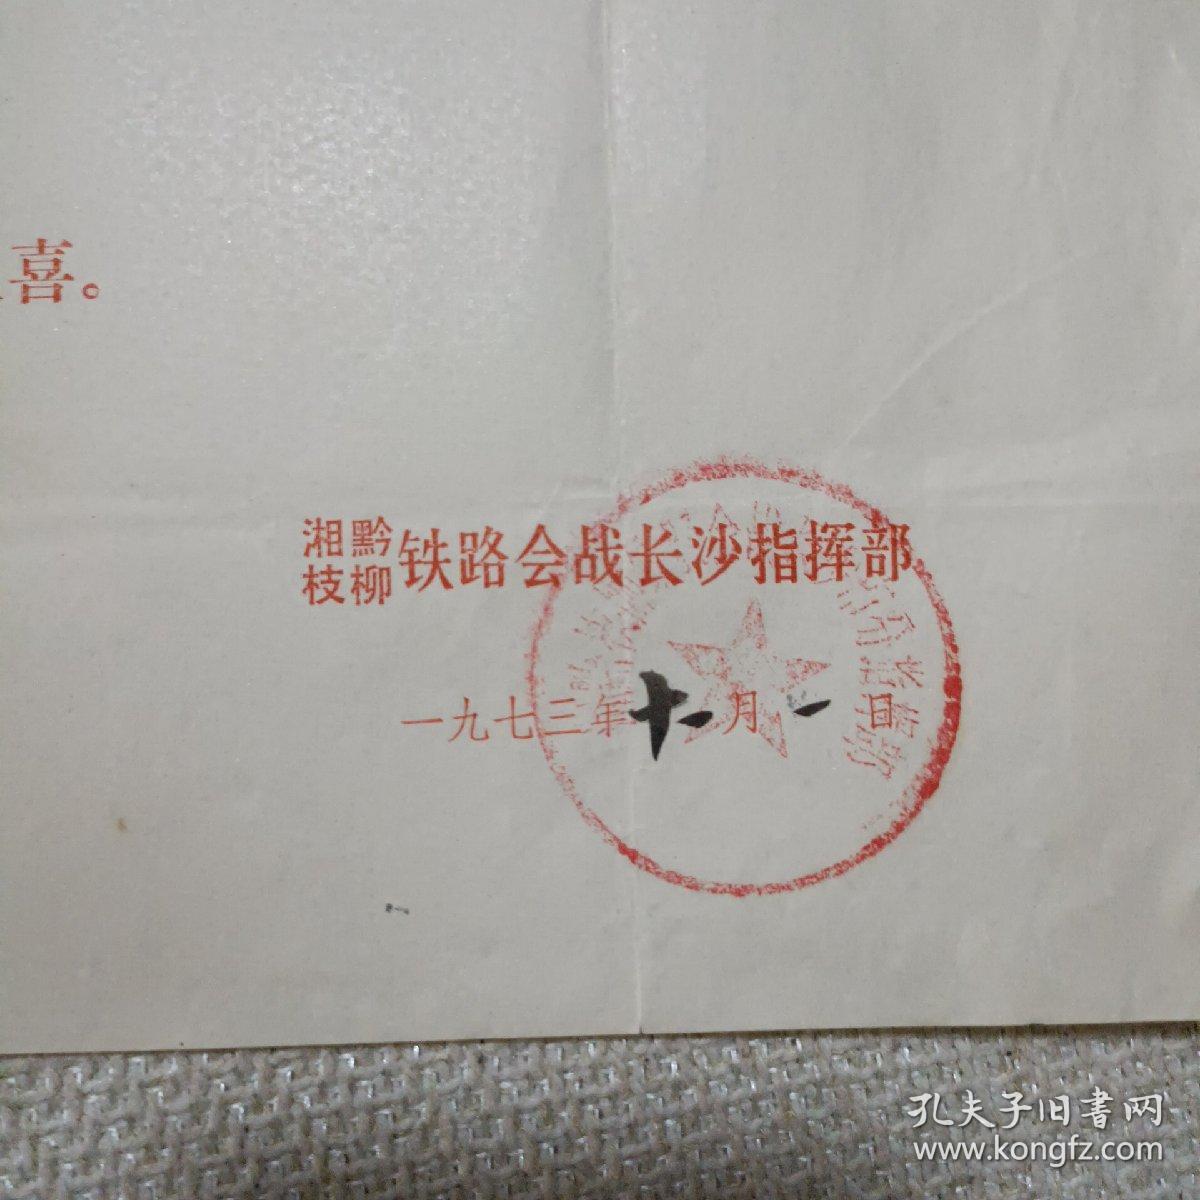 喜。
湘黔
枝柳
铁路会战长沙指挥部
一九七三年十一月一日
孔夫子旧书网
www.kongfz.com